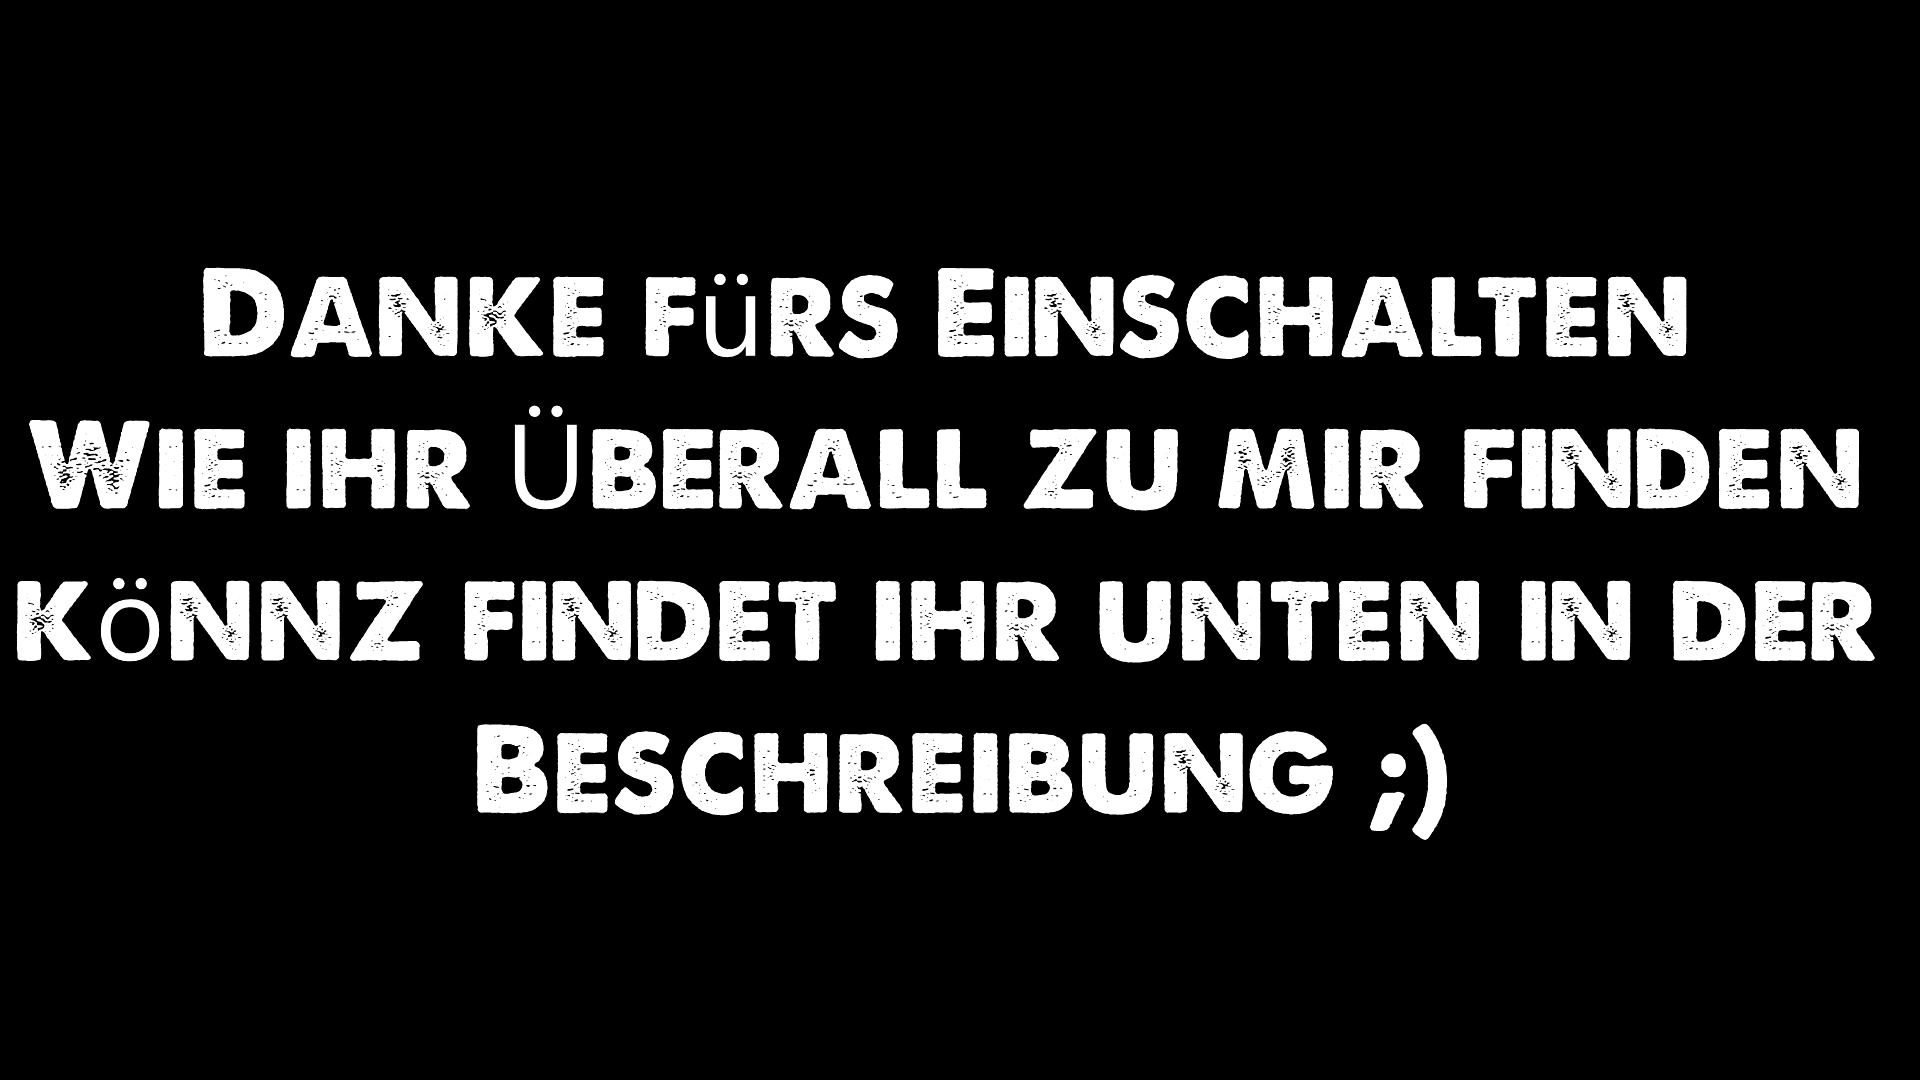 Danke fürs Einschalten
Wie ihr Überall zu mir finden
könnz findet ihr unten in der
Beschreibung ;)